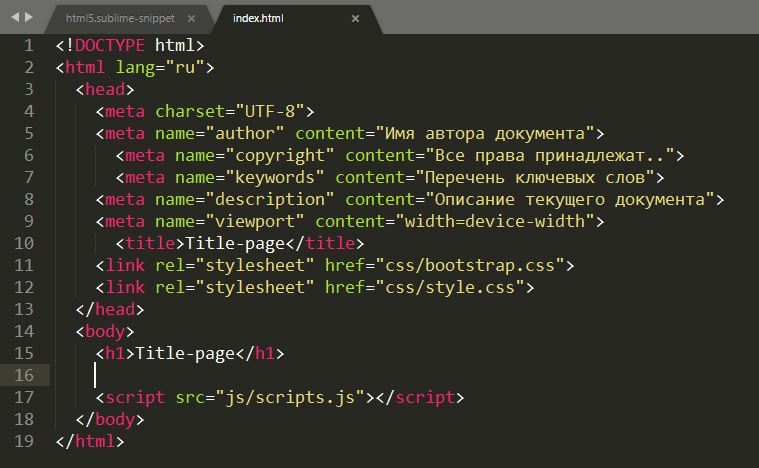 html5.sublime-snippet × index.html ×
1 <!DOCTYPE html>
2 <html lang="ru">
3 <head>
4 <meta charset="UTF-8">
5 <meta name="author" content="Имя автора документа">
6 <meta name="copyright" content="Все права принадлежат..">
7 <meta name="keywords" content="Перечень ключевых слов">
8 <meta name="description" content="Описание текущего документа">
9 <meta name="viewport" content="width=device-width">
10 <title>Title-page</title>
11 <link rel="stylesheet" href="css/bootstrap.css">
12 <link rel="stylesheet" href="css/style.css">
13 </head>
14 <body>
15 <h1>Title-page</h1>
16
17 <script src="js/scripts.js"></script>
18 </body>
19 </html>